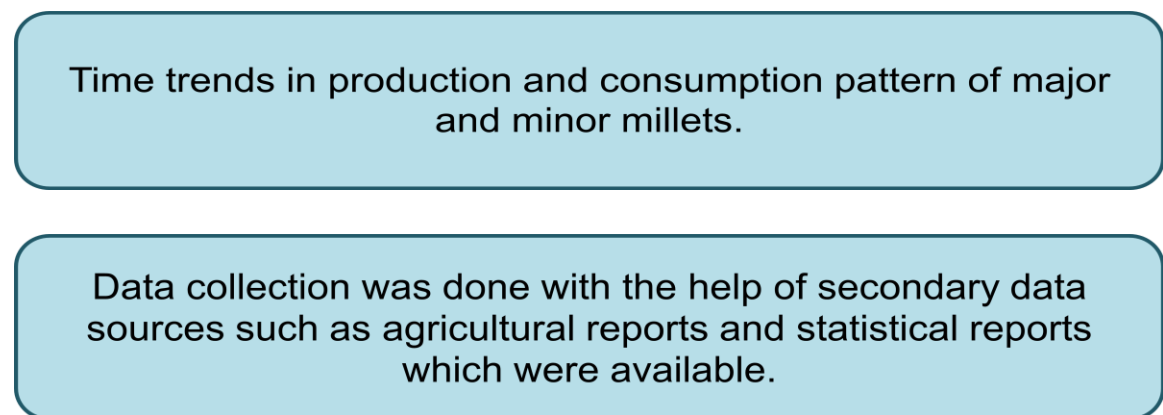 Time trends in production and consumption pattern of major
and minor millets.
Data collection was done with the help of secondary data
sources such as agricultural reports and statistical reports
which were available.